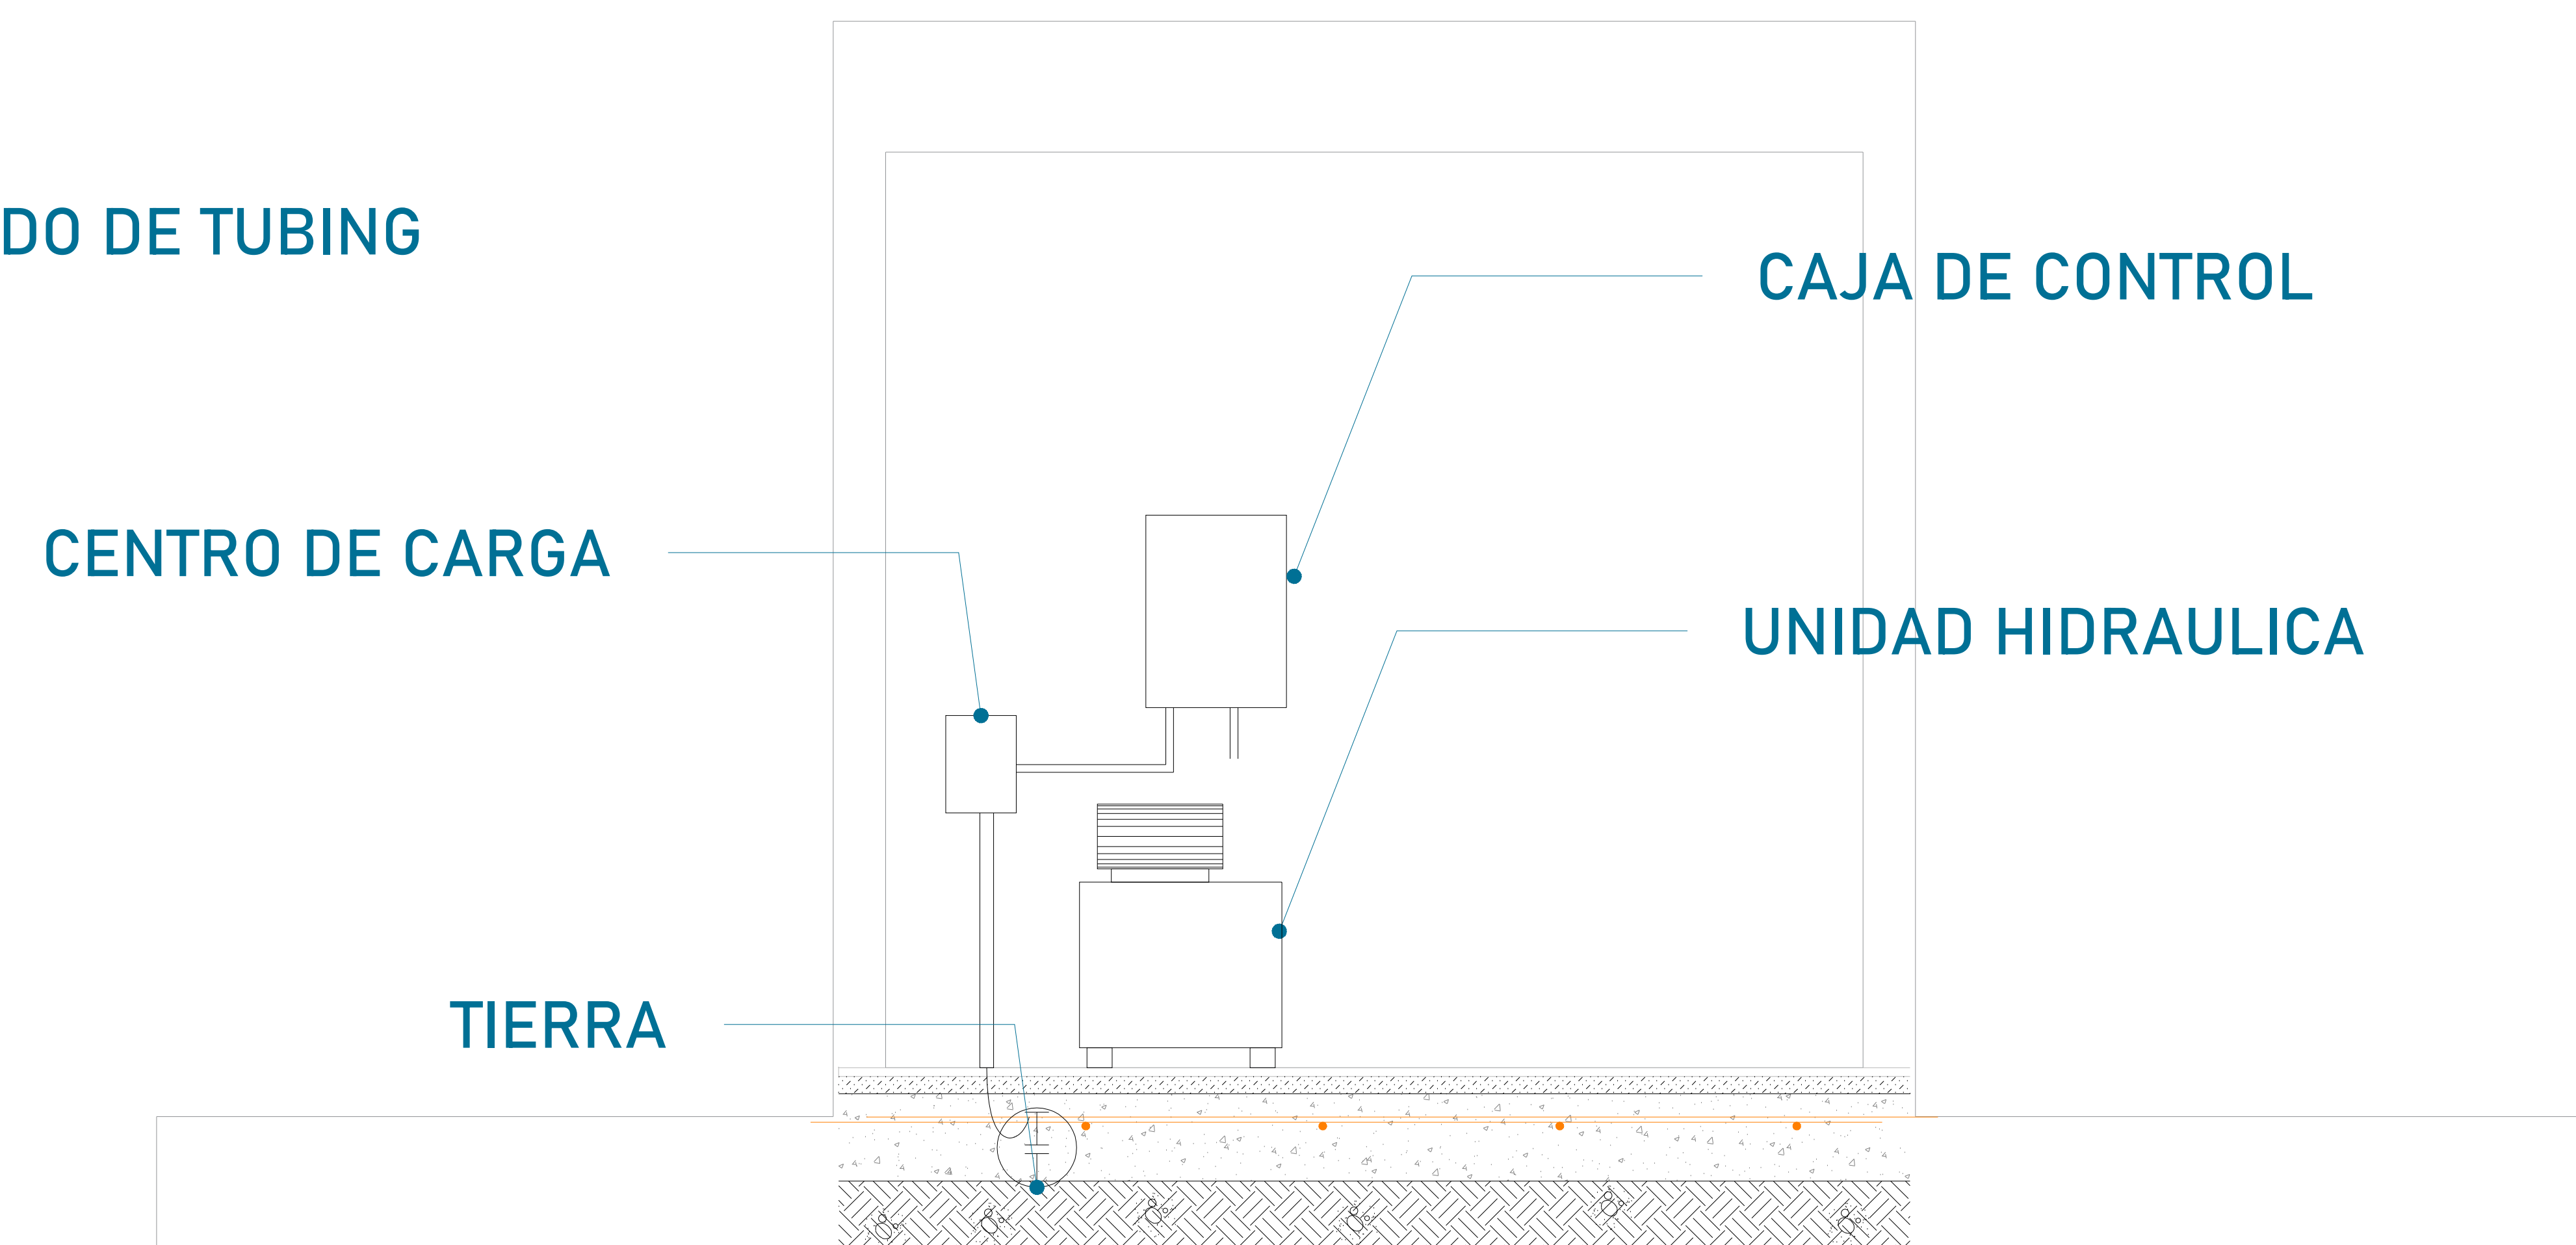 DO DE TUBING
CAJA DE CONTROL
CENTRO DE CARGA
UNIDAD HIDRAULICA
TIERRA